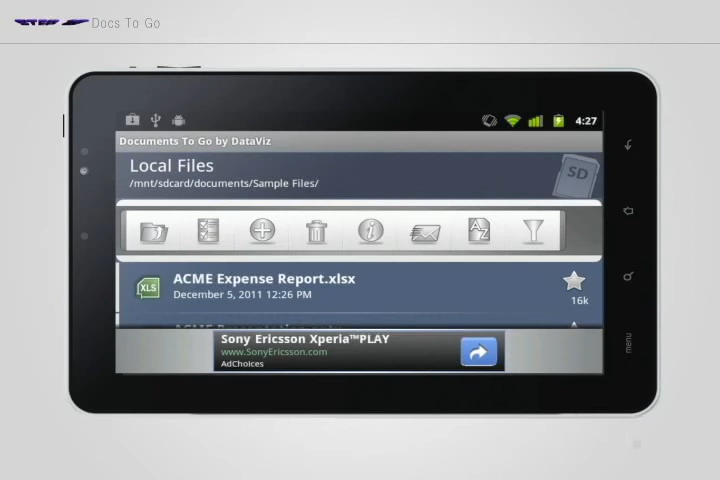 Docs To Go
4:27
Documents To Go by DataViz
Local Files
/mnt/sdcard/documents/Sample Files/
SD
A
Z
XLS
ACME Expense Report.xlsx
December 5, 2011 12:26 PM
16k
Sony Ericsson Xperia™PLAY
www.SonyEricsson.com
AdChoices
menu